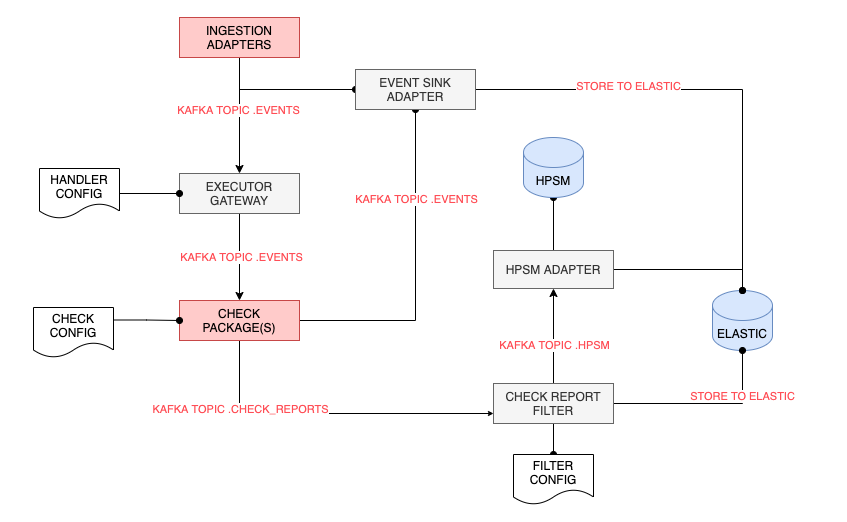 INGESTION
ADAPTERS
EVENT SINK
ADAPTER
STORE TO ELASTIC
KAFKA TOPIC .EVENTS
HPSM
HANDLER
CONFIG
EXECUTOR
GATEWAY
KAFKA TOPIC .EVENTS
KAFKA TOPIC .EVENTS
HPSM ADAPTER
CHECK
CONFIG
CHECK
PACKAGE(S)
ELASTIC
KAFKA TOPIC .HPSM
KAFKA TOPIC .CHECK_REPORTS
CHECK REPORT
FILTER
STORE TO ELASTIC
FILTER
CONFIG